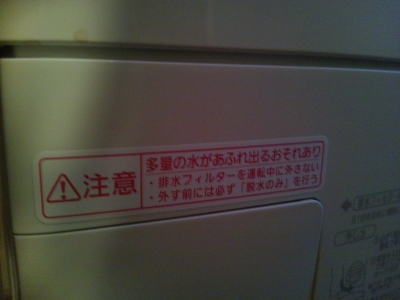 ⚠注意
多量の水があふれ出るおそれあり
・排水フィルターを運転中に外さない
・外す前には必ず「脱水のみ」を行う